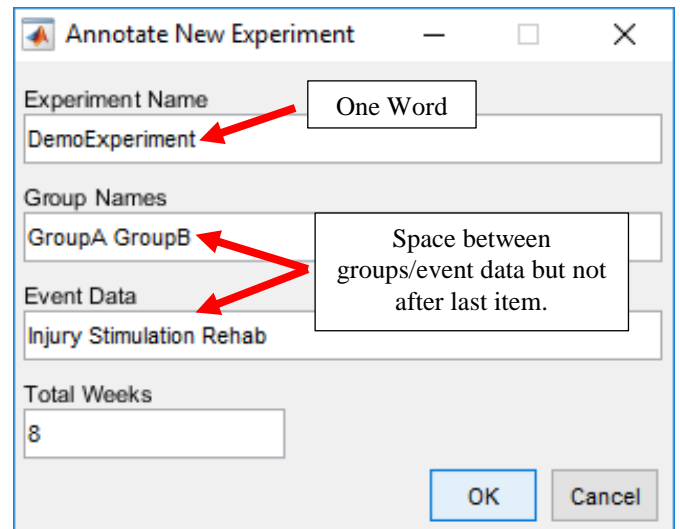 Annotate New Experiment
Experiment Name
One Word
DemoExperiment
Group Names
GroupA GroupB
Space between
groups/event data but not
after last item.
Event Data
Injury Stimulation Rehab
Total Weeks
8
OK
Cancel